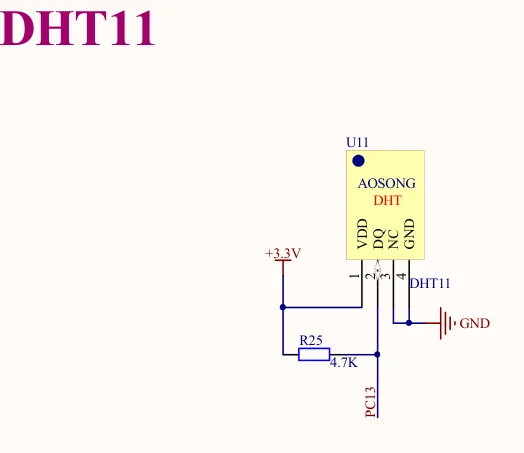 DHT11
U11
AOSONG
DHT
VDD
DQ
NC
GND
1
2
3
4
+3.3V
DHT11
GND
R25
4.7K
PC13